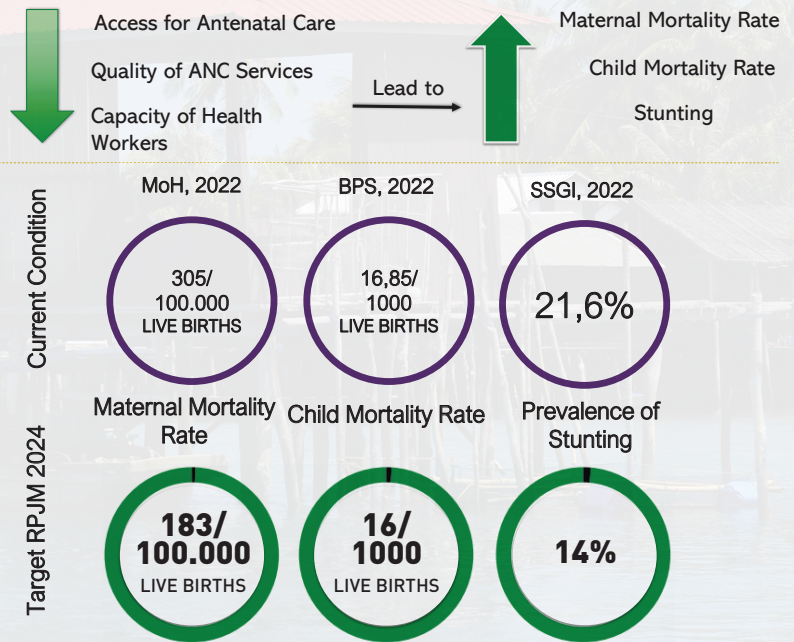 Access for Antenatal Care
Quality of ANC Services
Capacity of Health
Workers
Lead to
Maternal Mortality Rate
Child Mortality Rate
Stunting
Current Condition
MoH, 2022
BPS, 2022
SSGI, 2022
305/
100.000
LIVE BIRTHS
16,85/
1000
LIVE BIRTHS
21,6%
Maternal Mortality
Rate
Child Mortality Rate
Prevalence of
Stunting
Target RPJM 2024
183/
100.000
LIVE BIRTHS
16/
1000
LIVE BIRTHS
14%